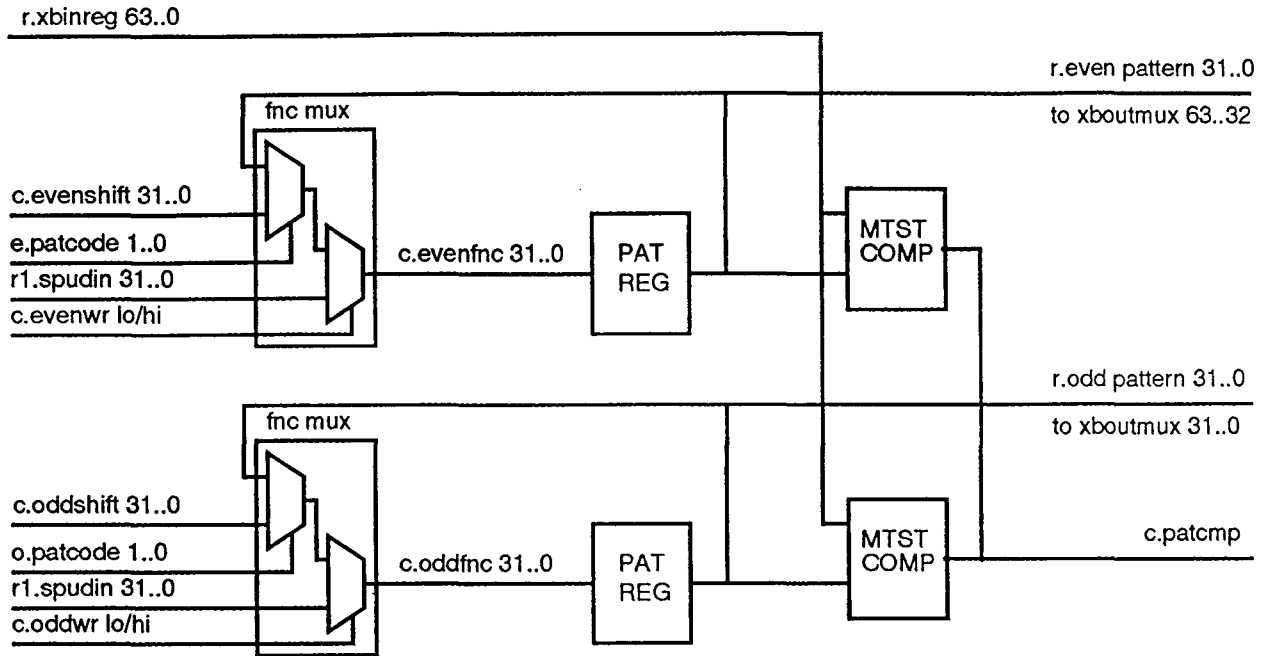 r.xbinreg 63..0
r.even pattern 31..0
to xboutmux 63..32
fnc mux
c.evenshift 31..0
e.patcode 1..0
r1.spudin 31..0
c.evenwr lo/hi
c.evenfnc 31..0
PAT
REG
MTST
COMP
r.odd pattern 31..0
to xboutmux 31..0
fnc mux
c.oddshift 31..0
o.patcode 1..0
r1.spudin 31..0
c.oddwr lo/hi
c.oddfnc 31..0
PAT
REG
MTST
COMP
c.patcmp